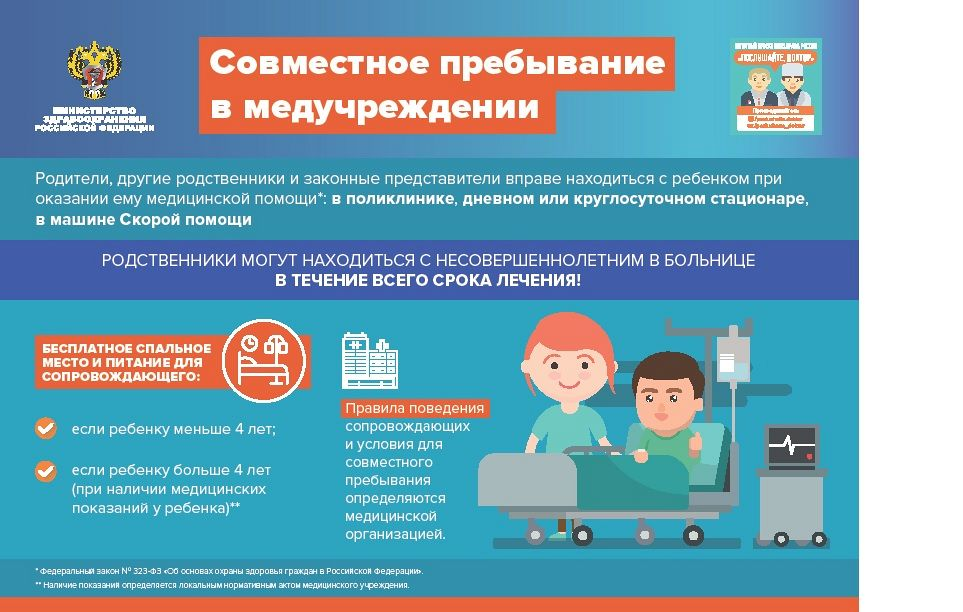 Совместное пребывание
в медучреждении
МИНИСТЕРСТВО
ЗДРАВООХРАНЕНИЯ
РОССИЙСКОЙ ФЕДЕРАЦИИ
«ПОСЛУШАЙТЕ, ДОКТОР»
Родители, другие родственники и законные представители вправе находиться с ребенком при
оказании ему медицинской помощи*: в поликлинике, дневном или круглосуточном стационаре,
в машине Скорой помощи
РОДСТВЕННИКИ МОГУТ НАХОДИТЬСЯ С НЕСОВЕРШЕННОЛЕТНИМ В БОЛЬНИЦЕ
В ТЕЧЕНИЕ ВСЕГО СРОКА ЛЕЧЕНИЯ!
БЕСПЛАТНОЕ СПАЛЬНОЕ
МЕСТО И ПИТАНИЕ ДЛЯ
СОПРОВОЖДАЮЩЕГО:
если ребенку меньше 4 лет;
если ребенку больше 4 лет
(при наличии медицинских
показаний у ребенка)**
Правила поведения
сопровождающих
и условия для
совместного
пребывания
определяются
медицинской
организацией.
* Федеральный закон № 323-ФЗ «Об основах охраны здоровья граждан в Российской Федерации».
** Наличие показаний определяется локальным нормативным актом медицинского учреждения.